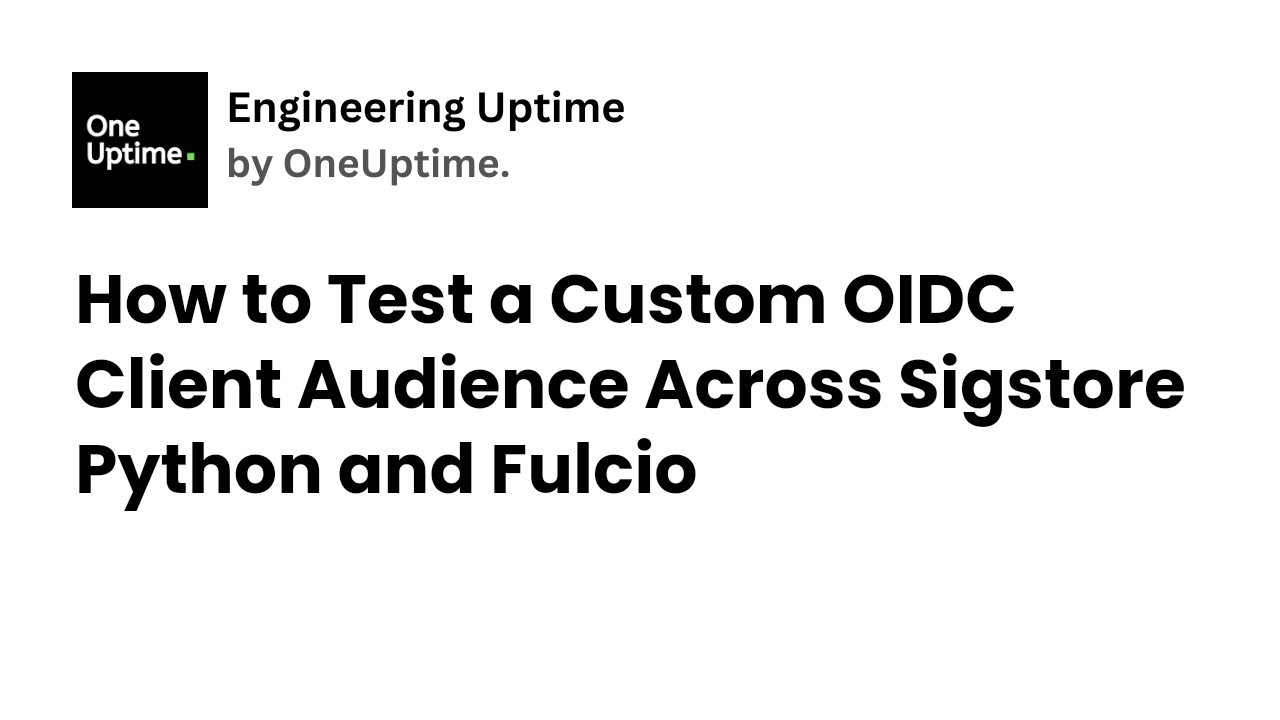 One
Uptime.
Engineering Uptime
by OneUptime.
How to Test a Custom OIDC
Client Audience Across Sigstore
Python and Fulcio